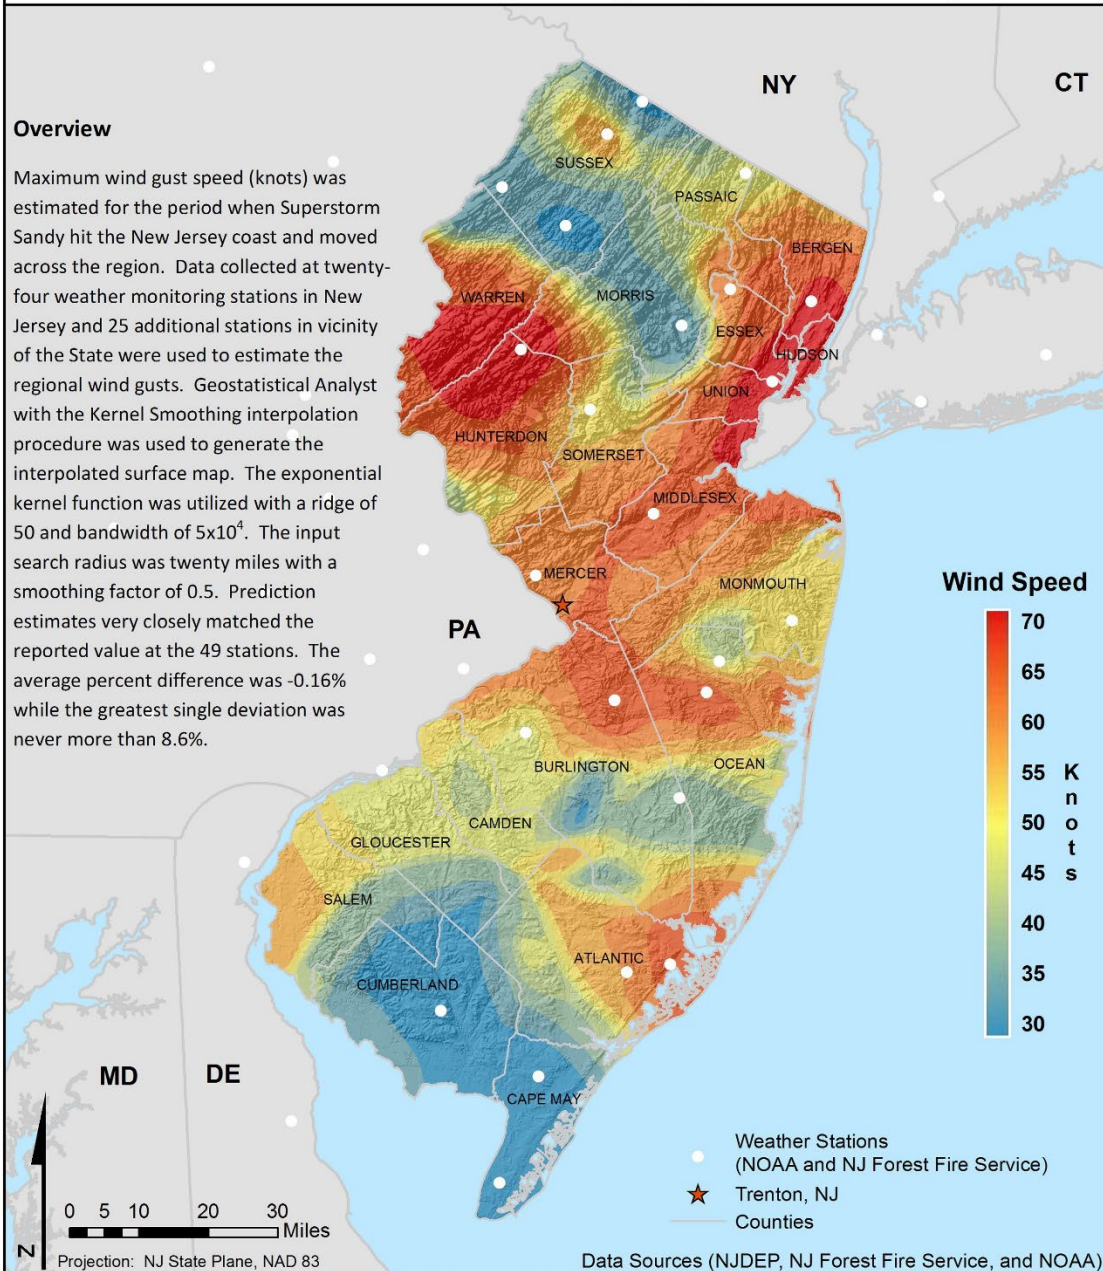 NY
CT
Overview
Maximum wind gust speed (knots) was
estimated for the period when Superstorm
Sandy hit the New Jersey coast and moved
across the region.  Data collected at twenty-
four weather monitoring stations in New
Jersey and 25 additional stations in vicinity
of the State were used to estimate the
regional wind gusts.  Geostatistical Analyst
with the Kernel Smoothing interpolation
procedure was used to generate the
interpolated surface map.  The exponential
kernel function was utilized with a ridge of
50 and bandwidth of 5x10⁴.  The input
search radius was twenty miles with a
smoothing factor of 0.5.  Prediction
estimates very closely matched the
reported value at the 49 stations.  The
average percent difference was -0.16%
while the greatest single deviation was
never more than 8.6%.
SUSSEX
PASSAIC
BERGEN
WARREN
MORRIS
ESSEX
HUDSON
UNION
HUNTERDON
SOMERSET
MIDDLESEX
MERCER
MONMOUTH
PA
BURLINGTON
OCEAN
CAMDEN
GLOUCESTER
SALEM
ATLANTIC
CUMBERLAND
CAPE MAY
MD
DE
Wind Speed
70
65
60
55
50
45
40
35
30
Knots
Weather Stations
(NOAA and NJ Forest Fire Service)
Trenton, NJ
Counties
N
0 5 10 20 30
Miles
Projection:  NJ State Plane, NAD 83
Data Sources (NJDEP, NJ Forest Fire Service, and NOAA)